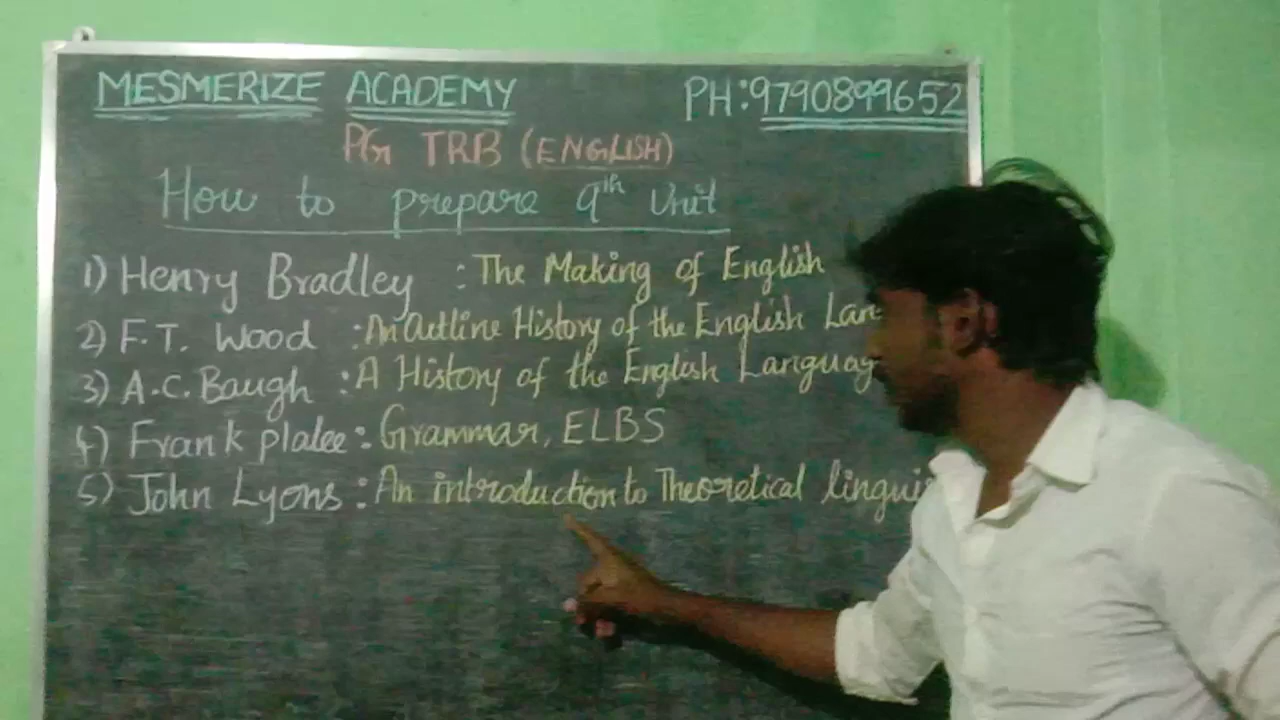 MESMERIZE ACADEMY PH:9790899652
PG TRB (ENGLISH)
How to prepare 9th Unit
1) Henry Bradley : The Making of English
2) F.T. Wood : An Outline History of the English Lan
3) A.C. Baugh : A History of the English Languag
4) Frank : Grammar, ELBS
5) John Lyons : An introduction to Theoretical linguis